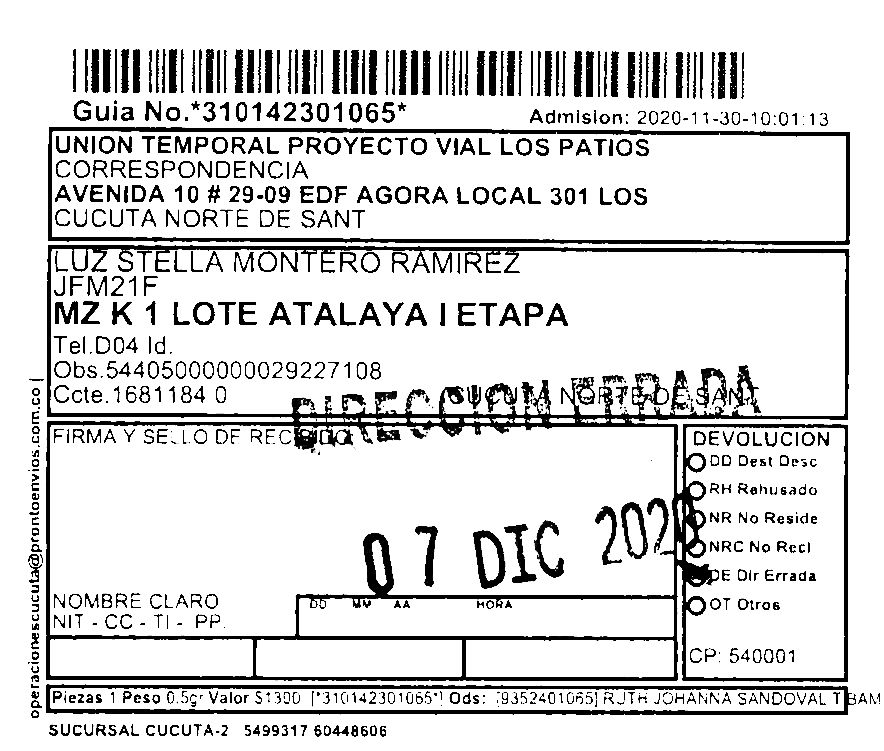 Guia No.*310142301065*
Admision: 2020-11-30-10:01:13
UNION TEMPORAL PROYECTO VIAL LOS PATIOS
CORRESPONDENCIA
AVENIDA 10 # 29-09 EDF AGORA LOCAL 301 LOS
CUCUTA NORTE DE SANT
LUZ STELLA MONTERO RAMIREZ
JFM21F
MZ K 1 LOTE ATALAYA I ETAPA
Tel.D04 Id.
Obs.54405000000029227108
Ccte.1681184 0
CUCUTA NORTE DE SANT
DIRECCION ERRADA
FIRMA Y SELLO DE RECIBIDO
07 DIC 2020
NOMBRE CLARO
NIT - CC - TI - PP.
DD MM AA HORA
DEVOLUCION
DD Dest Desc
RH Rehusado
NR No Reside
NRC No Recl
DE Dir Errada
OT Otros
CP: 540001
Piezas 1 Peso 0.5gr Valor $1300 [*310142301065*] Ods: [9352401065] RUTH JOHANNA SANDOVAL TIBAM
SUCURSAL CUCUTA-2 5499317 60448606
operacionescucuta@prontoenvios.com.co |